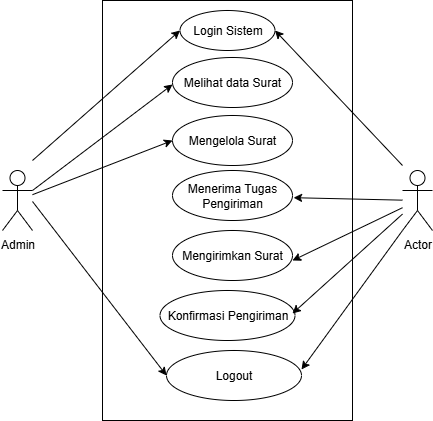 Login Sistem
Melihat data Surat
Mengelola Surat
Menerima Tugas
Pengiriman
Admin
Actor
Mengirimkan Surat
Konfirmasi Pengiriman
Logout